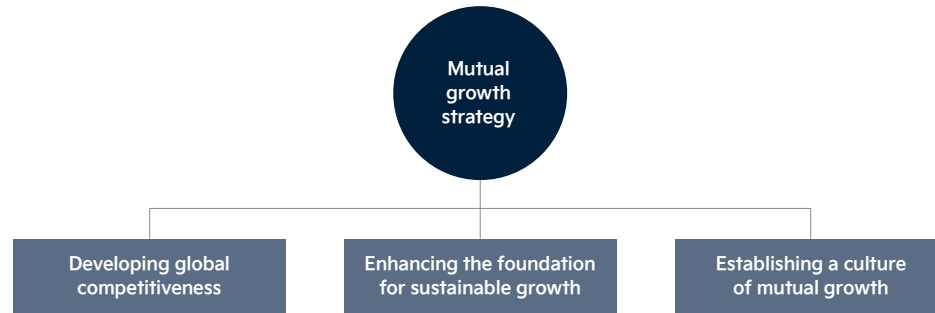 Mutual
growth
strategy
Developing global
competitiveness
Enhancing the foundation
for sustainable growth
Establishing a culture
of mutual growth